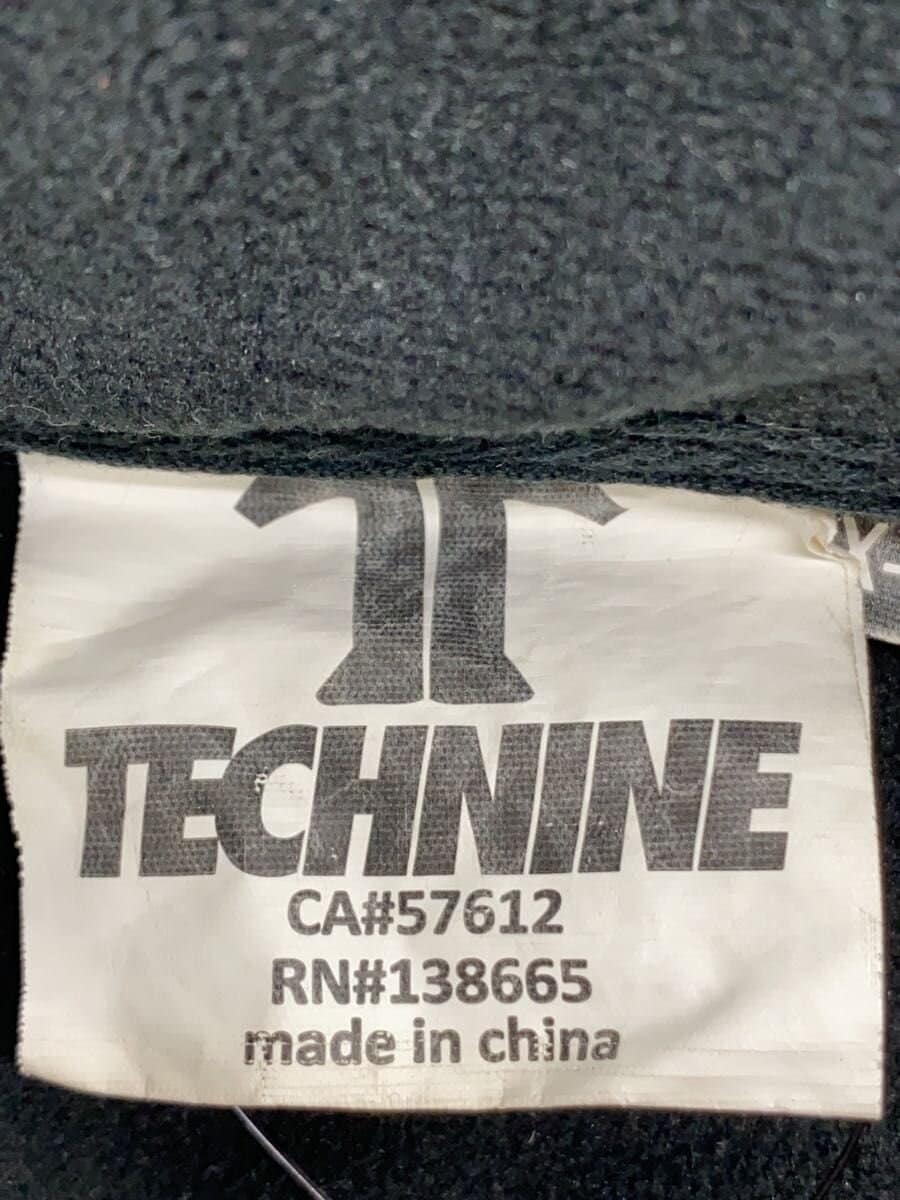 TECHNINE
CA#57612
RN#138665
made in china